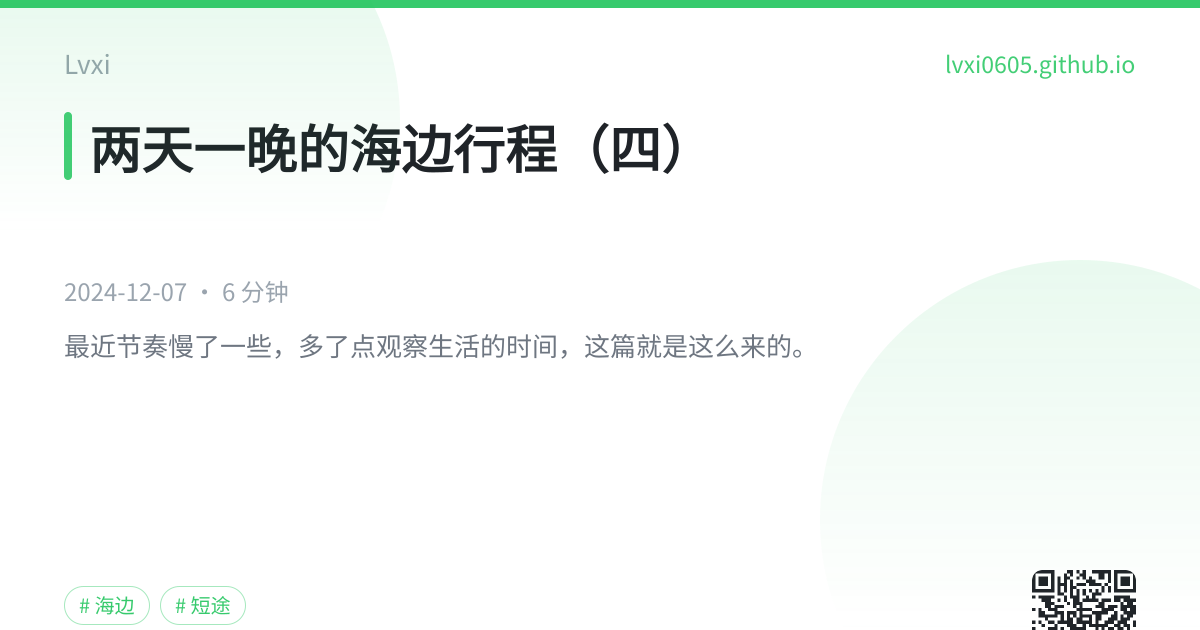 Lvxi
lvxi0605.github.io
两天一晚的海边行程（四）
2024-12-07 · 6 分钟
最近节奏慢了一些，多了点观察生活的时间，这篇就是这么来的。
# 海边
# 短途